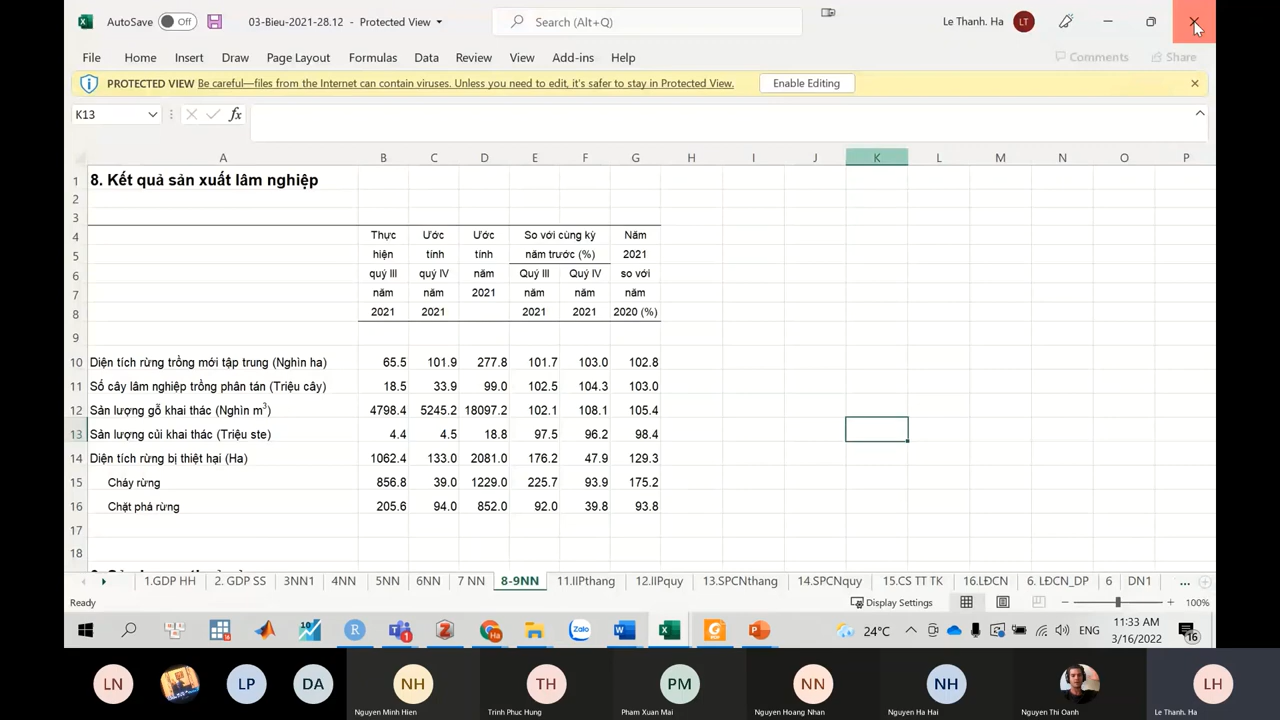 AutoSave Off 03-Bieu-2021-28.12 - Protected View Search (Alt+Q) Le Thanh. Ha LT
File Home Insert Draw Page Layout Formulas Data Review View Add-ins Help Comments Share
PROTECTED VIEW Be careful—files from the Internet can contain viruses. Unless you need to edit, it's safer to stay in Protected View. Enable Editing
K13 fx
A B C D E F G H I J K L M N O P
1 8. Kết quả sản xuất lâm nghiệp
2
3
4 Thực Ước Ước So với cùng kỳ Năm
5 hiện tính tính năm trước (%) 2021
6 quý III quý IV năm Quý III Quý IV so với
7 năm năm 2021 năm năm năm
8 2021 2021 2021 2021 2020 (%)
9
10 Diện tích rừng trồng mới tập trung (Nghìn ha) 65.5 101.9 277.8 101.7 103.0 102.8
11 Số cây lâm nghiệp trồng phân tán (Triệu cây) 18.5 33.9 99.0 102.5 104.3 103.0
12 Sản lượng gỗ khai thác (Nghìn m³) 4798.4 5245.2 18097.2 102.1 108.1 105.4
13 Sản lượng củi khai thác (Triệu ste) 4.4 4.5 18.8 97.5 96.2 98.4
14 Diện tích rừng bị thiệt hại (Ha) 1062.4 133.0 2081.0 176.2 47.9 129.3
15 Cháy rừng 856.8 39.0 1229.0 225.7 93.9 175.2
16 Chặt phá rừng 205.6 94.0 852.0 92.0 39.8 93.8
17
18
1.GDP HH 2. GDP SS 3NN1 4NN 5NN 6NN 7 NN 8-9NN 11.IIPthang 12.IIPquy 13.SPCNthang 14.SPCNquy 15.CS TT TK 16.LĐCN 6. LĐCN_DP 6 DN1 ...
Ready Display Settings 100%
24°C ENG 11:33 AM
3/16/2022 16
LN LP DA NH TH PM NN NH LH
Nguyen Minh Hien Trinh Phuc Hung Pham Xuan Mai Nguyen Hoang Nhan Nguyen Ha Hai Nguyen Thi Oanh Le Thanh. Ha